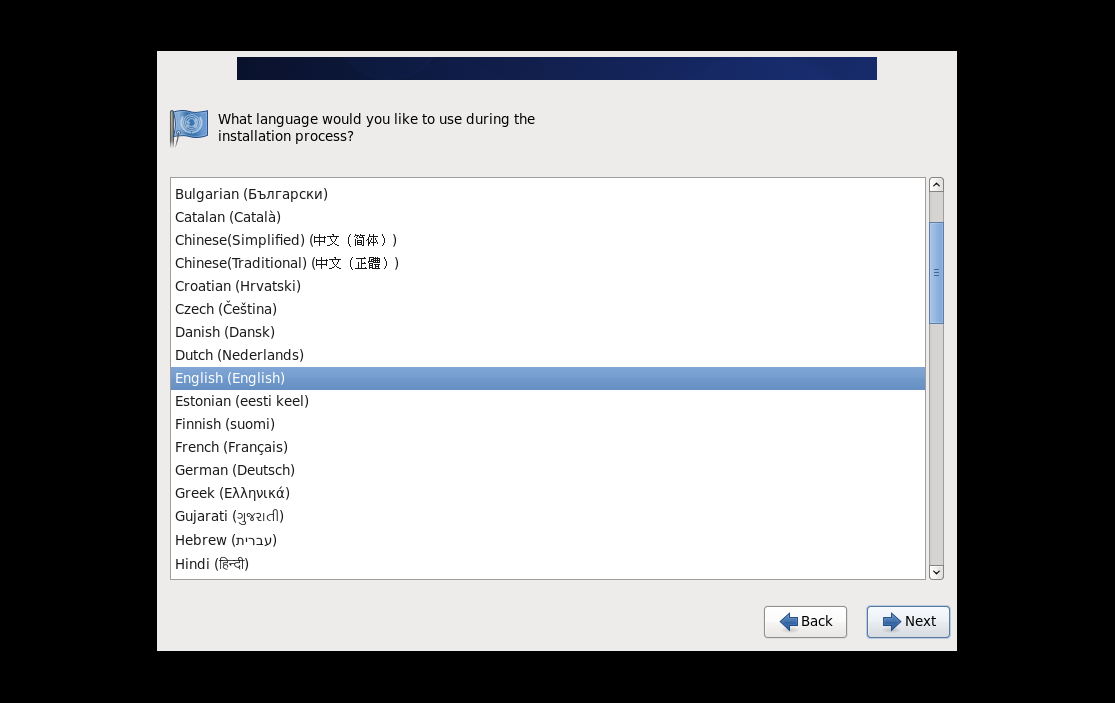 What language would you like to use during the
installation process?
Bulgarian (Български)
Catalan (Català)
Chinese(Simplified) (中文（简体）)
Chinese(Traditional) (中文（正體）)
Croatian (Hrvatski)
Czech (Čeština)
Danish (Dansk)
Dutch (Nederlands)
English (English)
Estonian (eesti keel)
Finnish (suomi)
French (Français)
German (Deutsch)
Greek (Ελληνικά)
Gujarati (ગુજરાતી)
Hebrew (עברית)
Hindi (हिन्दी)
Back
Next